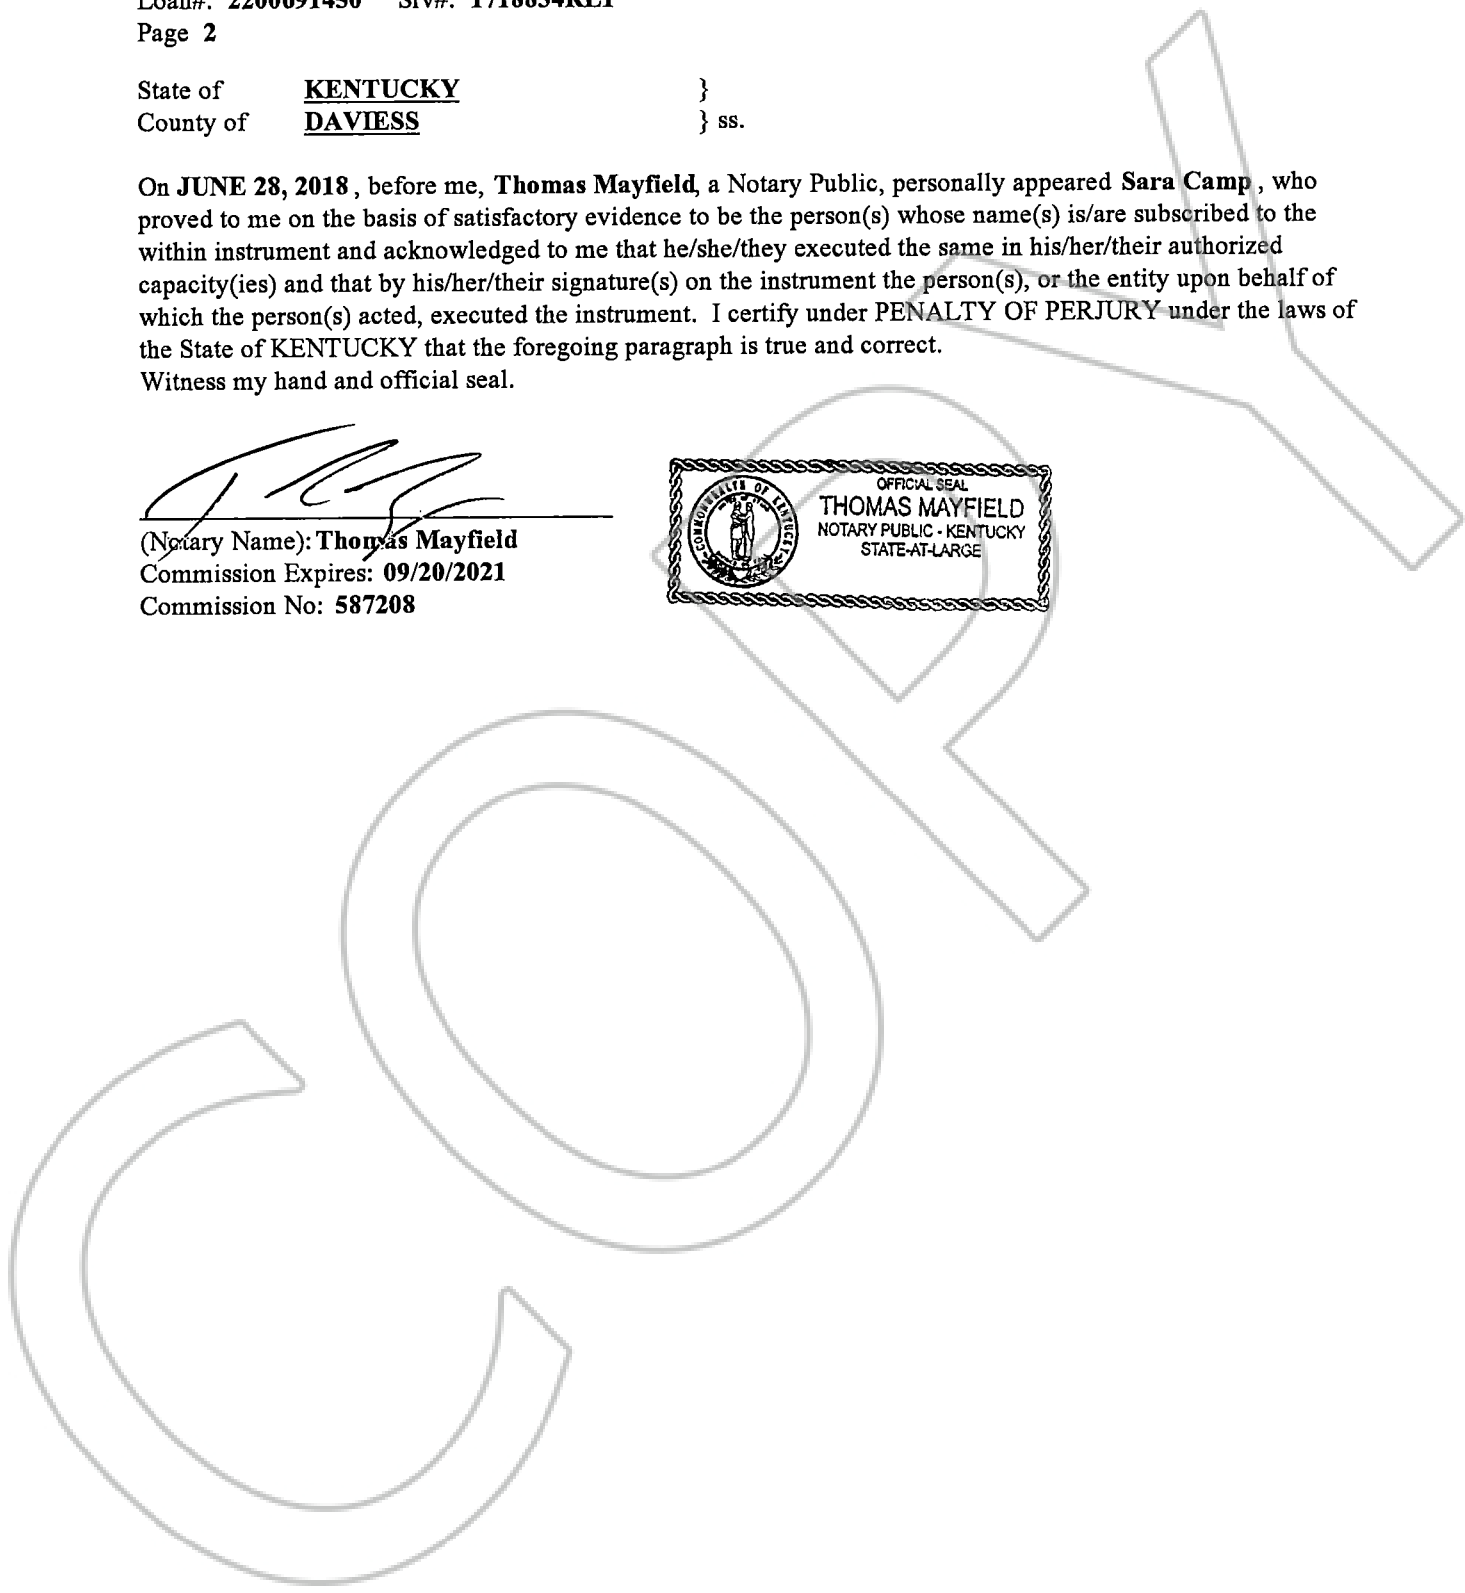 Page 2
State of KENTUCKY }
County of DAVIESS } ss.
On JUNE 28, 2018 , before me, Thomas Mayfield, a Notary Public, personally appeared Sara Camp , who
proved to me on the basis of satisfactory evidence to be the person(s) whose name(s) is/are subscribed to the
within instrument and acknowledged to me that he/she/they executed the same in his/her/their authorized
capacity(ies) and that by his/her/their signature(s) on the instrument the person(s), or the entity upon behalf of
which the person(s) acted, executed the instrument. I certify under PENALTY OF PERJURY under the laws of
the State of KENTUCKY that the foregoing paragraph is true and correct.
Witness my hand and official seal.
(Notary Name): Thomas Mayfield
Commission Expires: 09/20/2021
Commission No: 587208
COMMONWEALTH OF KENTUCKY
OFFICIAL SEAL
THOMAS MAYFIELD
NOTARY PUBLIC - KENTUCKY
STATE-AT-LARGE
COPY